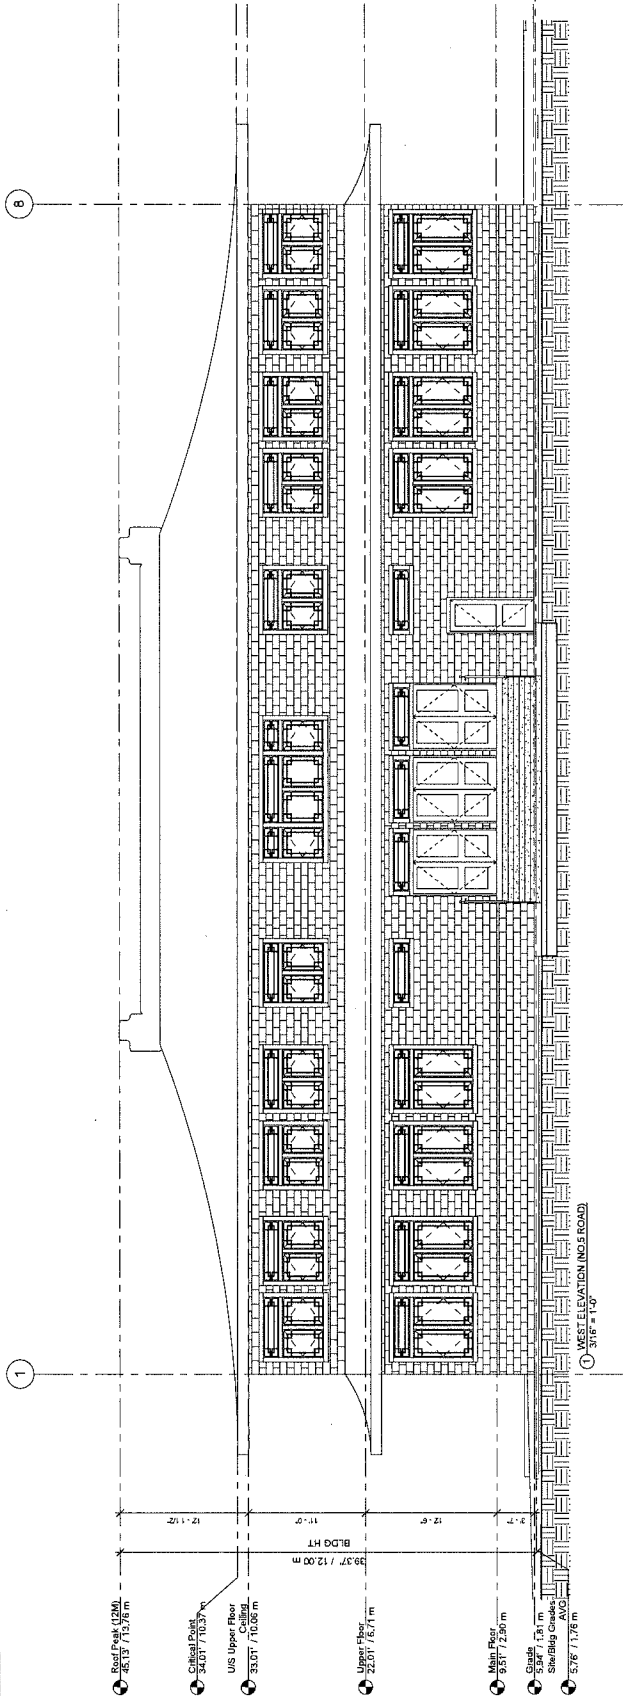 8
1
Roof Peak (12M)
45.13' / 13.76 m
Critical Point
34.01' / 10.37 m
U/S Upper Floor
Ceiling
33.01' / 10.06 m
Upper Floor
22.01' / 6.71 m
Main Floor
9.51' / 2.90 m
Grade
5.94' / 1.81 m
Site/Bldg Grades
AVG
5.76' / 1.76 m
12' - 1 1/2"
11' - 0"
12' - 6"
3' - 7"
BLDG HT
39.37' / 12.00 m
1
WEST ELEVATION (NO.5 ROAD)
3/16" = 1'-0"